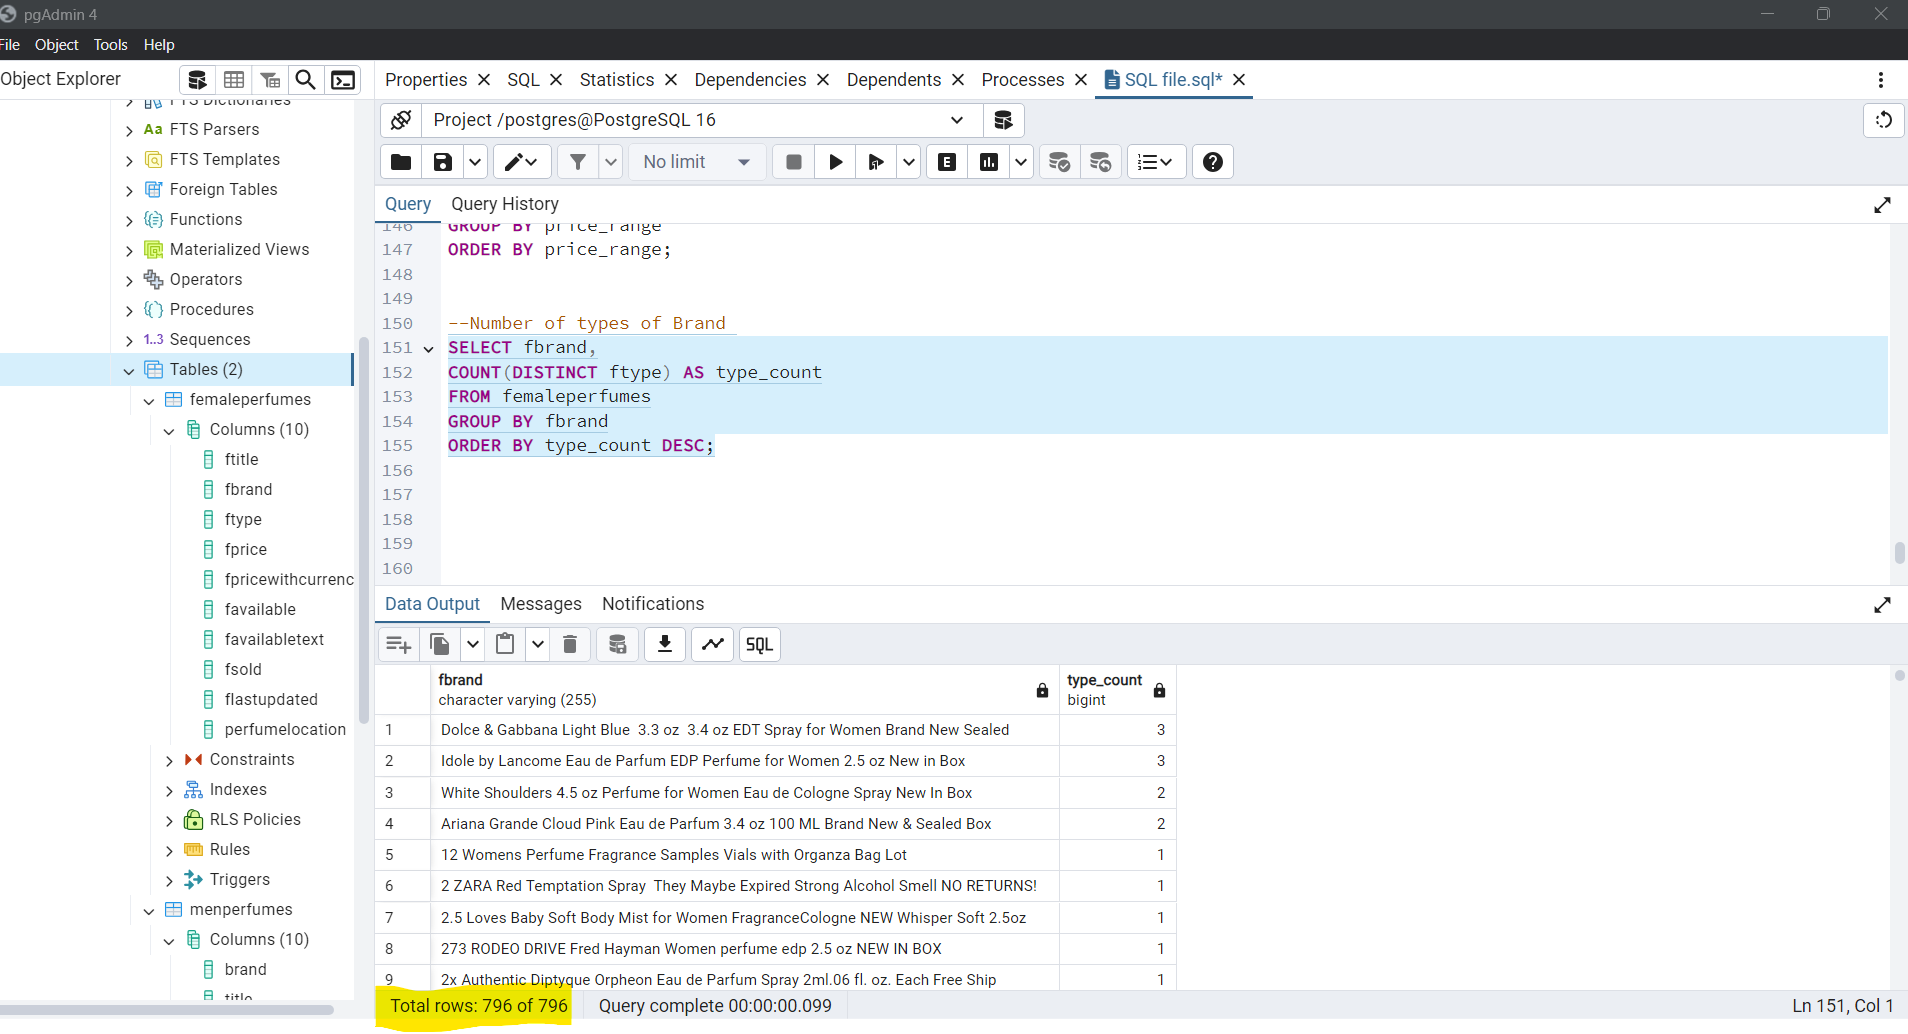 pgAdmin 4
File Object Tools Help
Object Explorer
FTS Dictionaries
Aa FTS Parsers
FTS Templates
Foreign Tables
Functions
Materialized Views
Operators
Procedures
1..3 Sequences
Tables (2)
femaleperfumes
Columns (10)
ftitle
fbrand
ftype
fprice
fpricewithcurrenc
favailable
favailabletext
fsold
flastupdated
perfumelocation
Constraints
Indexes
RLS Policies
Rules
Triggers
menperfumes
Columns (10)
brand
title
Properties SQL Statistics Dependencies Dependents Processes SQL file.sql*
Project /postgres@PostgreSQL 16
No limit E
Query Query History
146 GROUP BY price_range
147 ORDER BY price_range;
148
149
150 --Number of types of Brand
151 SELECT fbrand,
152 COUNT(DISTINCT ftype) AS type_count
153 FROM femaleperfumes
154 GROUP BY fbrand
155 ORDER BY type_count DESC;
156
157
158
159
160
Data Output Messages Notifications
SQL
fbrand type_count
character varying (255) bigint
1 Dolce & Gabbana Light Blue  3.3 oz  3.4 oz EDT Spray for Women Brand New Sealed 3
2 Idole by Lancome Eau de Parfum EDP Perfume for Women 2.5 oz New in Box 3
3 White Shoulders 4.5 oz Perfume for Women Eau de Cologne Spray New In Box 2
4 Ariana Grande Cloud Pink Eau de Parfum 3.4 oz 100 ML Brand New & Sealed Box 2
5 12 Womens Perfume Fragrance Samples Vials with Organza Bag Lot 1
6 2 ZARA Red Temptation Spray  They Maybe Expired Strong Alcohol Smell NO RETURNS! 1
7 2.5 Loves Baby Soft Body Mist for Women FragranceCologne NEW Whisper Soft 2.5oz 1
8 273 RODEO DRIVE Fred Hayman Women perfume edp 2.5 oz NEW IN BOX 1
9 2x Authentic Diptyque Orpheon Eau de Parfum Spray 2ml.06 fl. oz. Each Free Ship 1
Total rows: 796 of 796 Query complete 00:00:00.099 Ln 151, Col 1